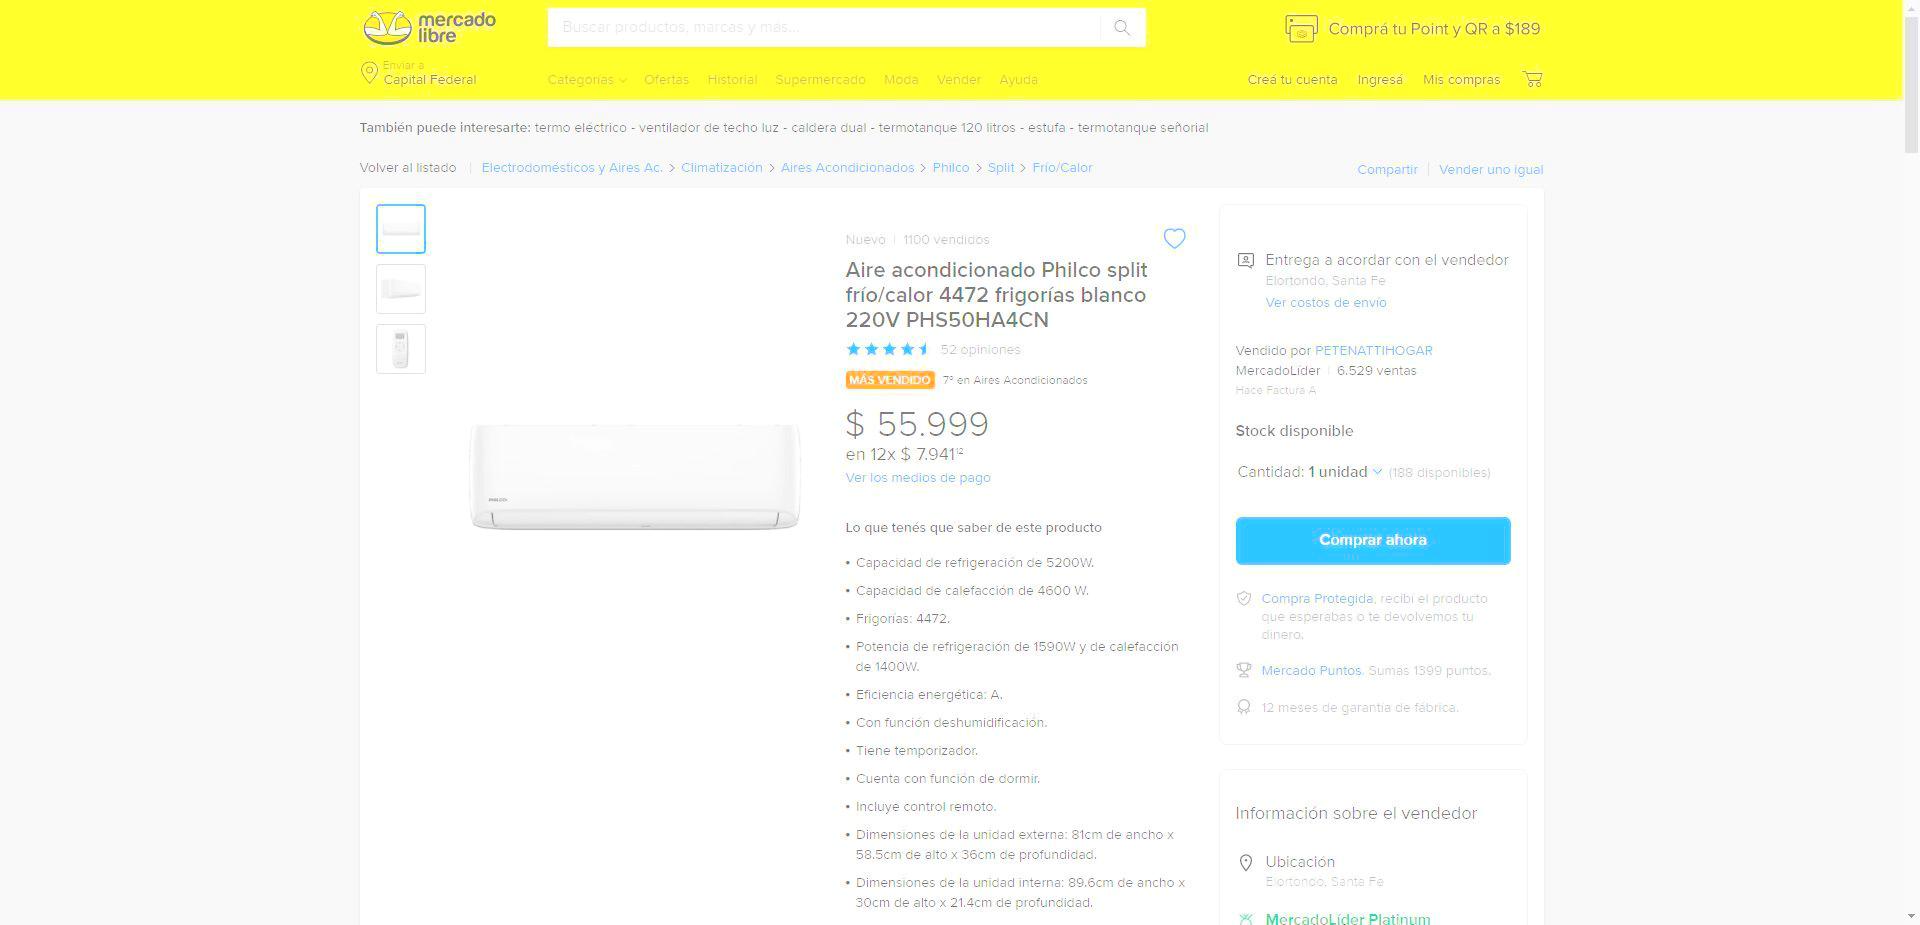 mercado
libre
Buscar productos, marcas y más...
Comprá tu Point y QR a $189
Enviar a
Capital Federal
Categorías Ofertas Historial Supermercado Moda Vender Ayuda
Creá tu cuenta Ingresá Mis compras
También puede interesarte: termo eléctrico - ventilador de techo luz - caldera dual - termotanque 120 litros - estufa - termotanque señorial
Volver al listado | Electrodomésticos y Aires Ac. > Climatización > Aires Acondicionados > Philco > Split > Frío/Calor
Compartir | Vender uno igual
Nuevo | 1100 vendidos
Aire acondicionado Philco split
frío/calor 4472 frigorías blanco
220V PHS50HA4CN
52 opiniones
MÁS VENDIDO 7º en Aires Acondicionados
$ 55.999
en 12x $ 7.941¹²
Ver los medios de pago
PHILCO
Lo que tenés que saber de este producto
• Capacidad de refrigeración de 5200W.
• Capacidad de calefacción de 4600 W.
• Frigorías: 4472.
• Potencia de refrigeración de 1590W y de calefacción
de 1400W.
• Eficiencia energética: A.
• Con función deshumidificación.
• Tiene temporizador.
• Cuenta con función de dormir.
• Incluye control remoto.
• Dimensiones de la unidad externa: 81cm de ancho x
58.5cm de alto x 36cm de profundidad.
• Dimensiones de la unidad interna: 89.6cm de ancho x
30cm de alto x 21.4cm de profundidad.
Entrega a acordar con el vendedor
Elortondo, Santa Fe
Ver costos de envío
Vendido por PETENATTIHOGAR
MercadoLíder | 6.529 ventas
Hace Factura A
Stock disponible
Cantidad: 1 unidad (188 disponibles)
Comprar ahora
Compra Protegida, recibí el producto
que esperabas o te devolvemos tu
dinero.
Mercado Puntos. Sumas 1399 puntos.
12 meses de garantía de fábrica.
Información sobre el vendedor
Ubicación
Elortondo, Santa Fe
MercadoLíder Platinum